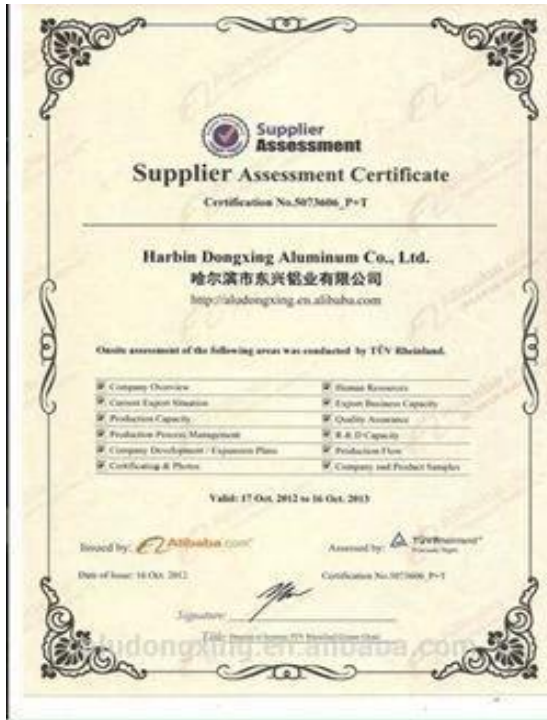 Supplier
Assessment
Supplier Assessment Certificate
Certification No.5073606_P+T
Harbin Dongxing Aluminum Co., Ltd.
哈尔滨市东兴铝业有限公司
http://aludongxing.en.alibaba.com
Onsite assessment of the following areas was conducted by TÜV Rheinland.
Company Overview
Human Resources
Current Export Situation
Export Business Capacity
Production Capacity
Quality Assurance
Production Process Management
R & D Capacity
Company Development / Expansion Plans
Production Flow
Certificating & Photos
Company and Product Samples
Valid: 17 Oct. 2012 to 16 Oct. 2013
Issued by: Alibaba.com
Assessed by: TÜVRheinland
Date of Issue: 16 Oct. 2012
Certification No.5073606_P+T
Signature:
aludongxing.en.alibaba.com